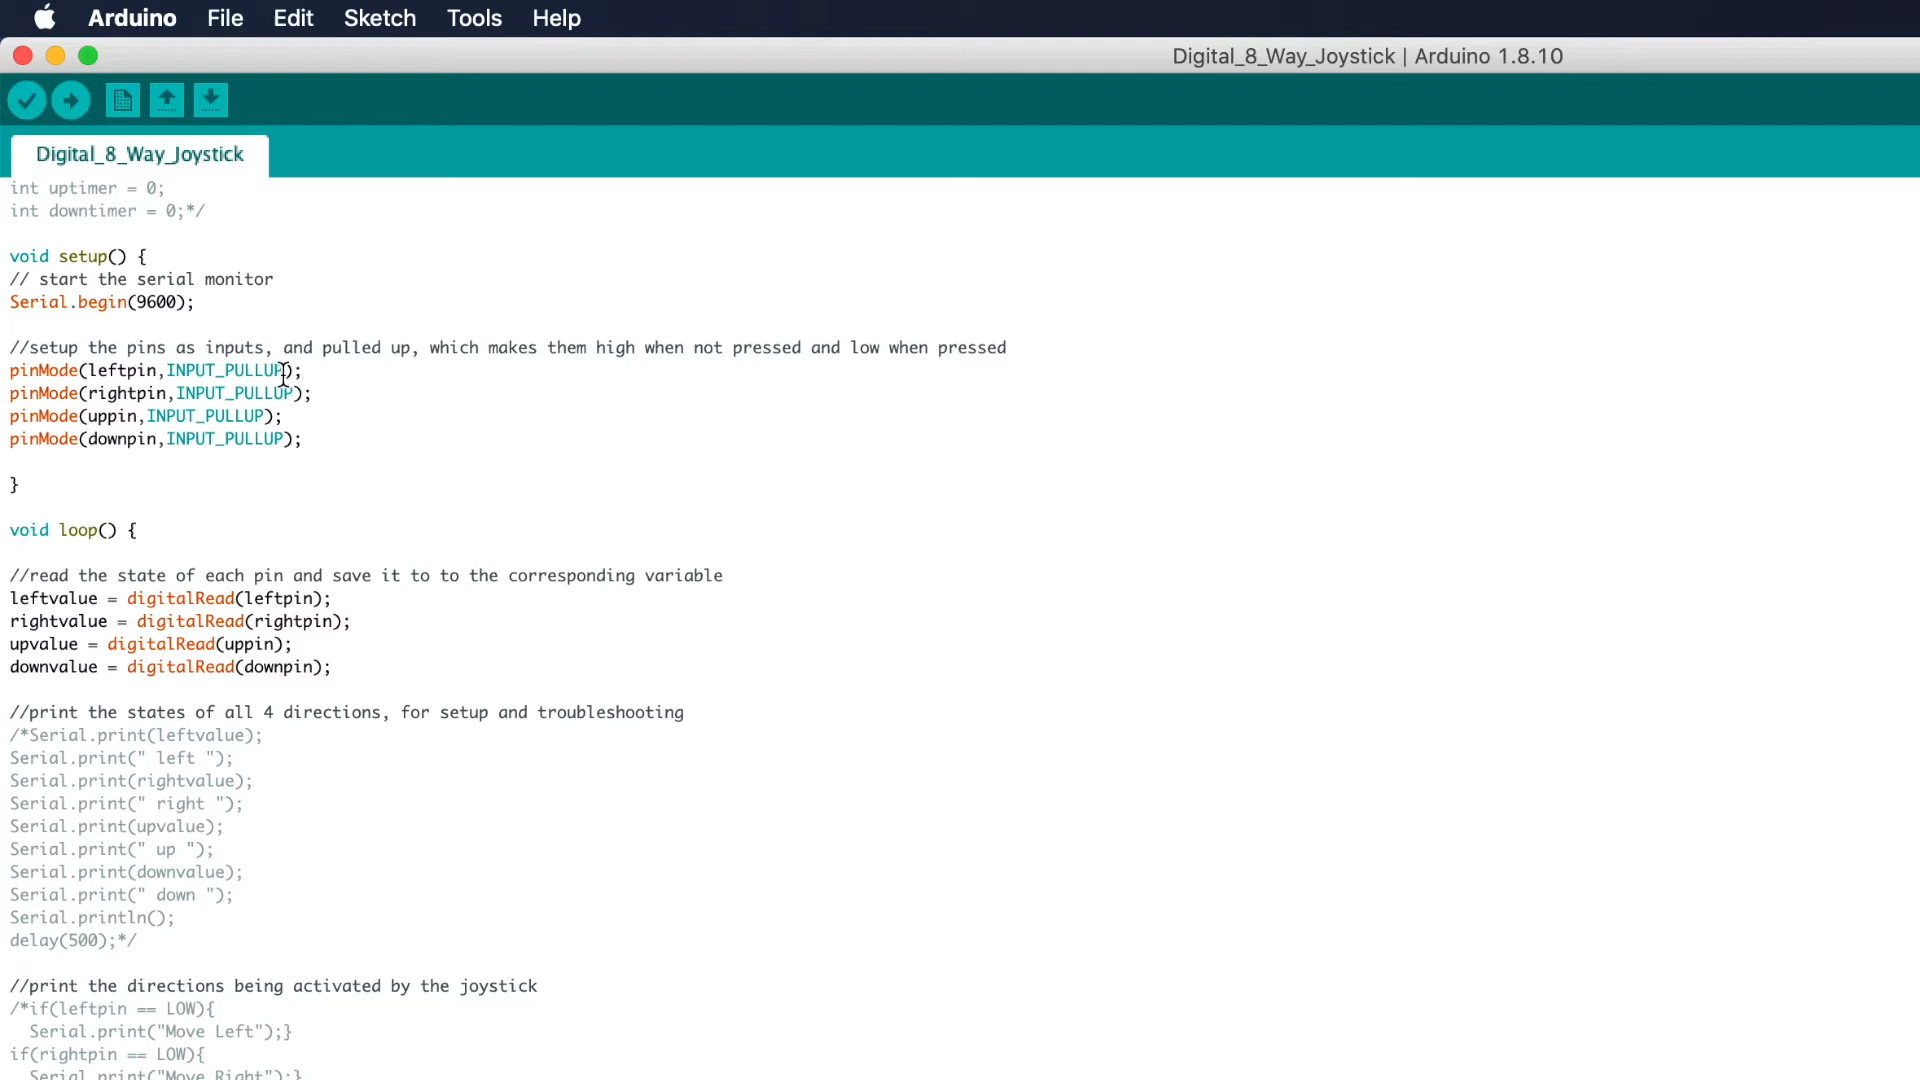 Arduino File Edit Sketch Tools Help
Digital_8_Way_Joystick | Arduino 1.8.10
Digital_8_Way_Joystick
int uptimer = 0;
int downtimer = 0;*/
void setup() {
// start the serial monitor
Serial.begin(9600);
//setup the pins as inputs, and pulled up, which makes them high when not pressed and low when pressed
pinMode(leftpin,INPUT_PULLUP);
pinMode(rightpin,INPUT_PULLUP);
pinMode(uppin,INPUT_PULLUP);
pinMode(downpin,INPUT_PULLUP);
}
void loop() {
//read the state of each pin and save it to to the corresponding variable
leftvalue = digitalRead(leftpin);
rightvalue = digitalRead(rightpin);
upvalue = digitalRead(uppin);
downvalue = digitalRead(downpin);
//print the states of all 4 directions, for setup and troubleshooting
/*Serial.print(leftvalue);
Serial.print(" left ");
Serial.print(rightvalue);
Serial.print(" right ");
Serial.print(upvalue);
Serial.print(" up ");
Serial.print(downvalue);
Serial.print(" down ");
Serial.println();
delay(500);*/
//print the directions being activated by the joystick
/*if(leftpin == LOW){
Serial.print("Move Left");}
if(rightpin == LOW){
Serial.print("Move Right");}